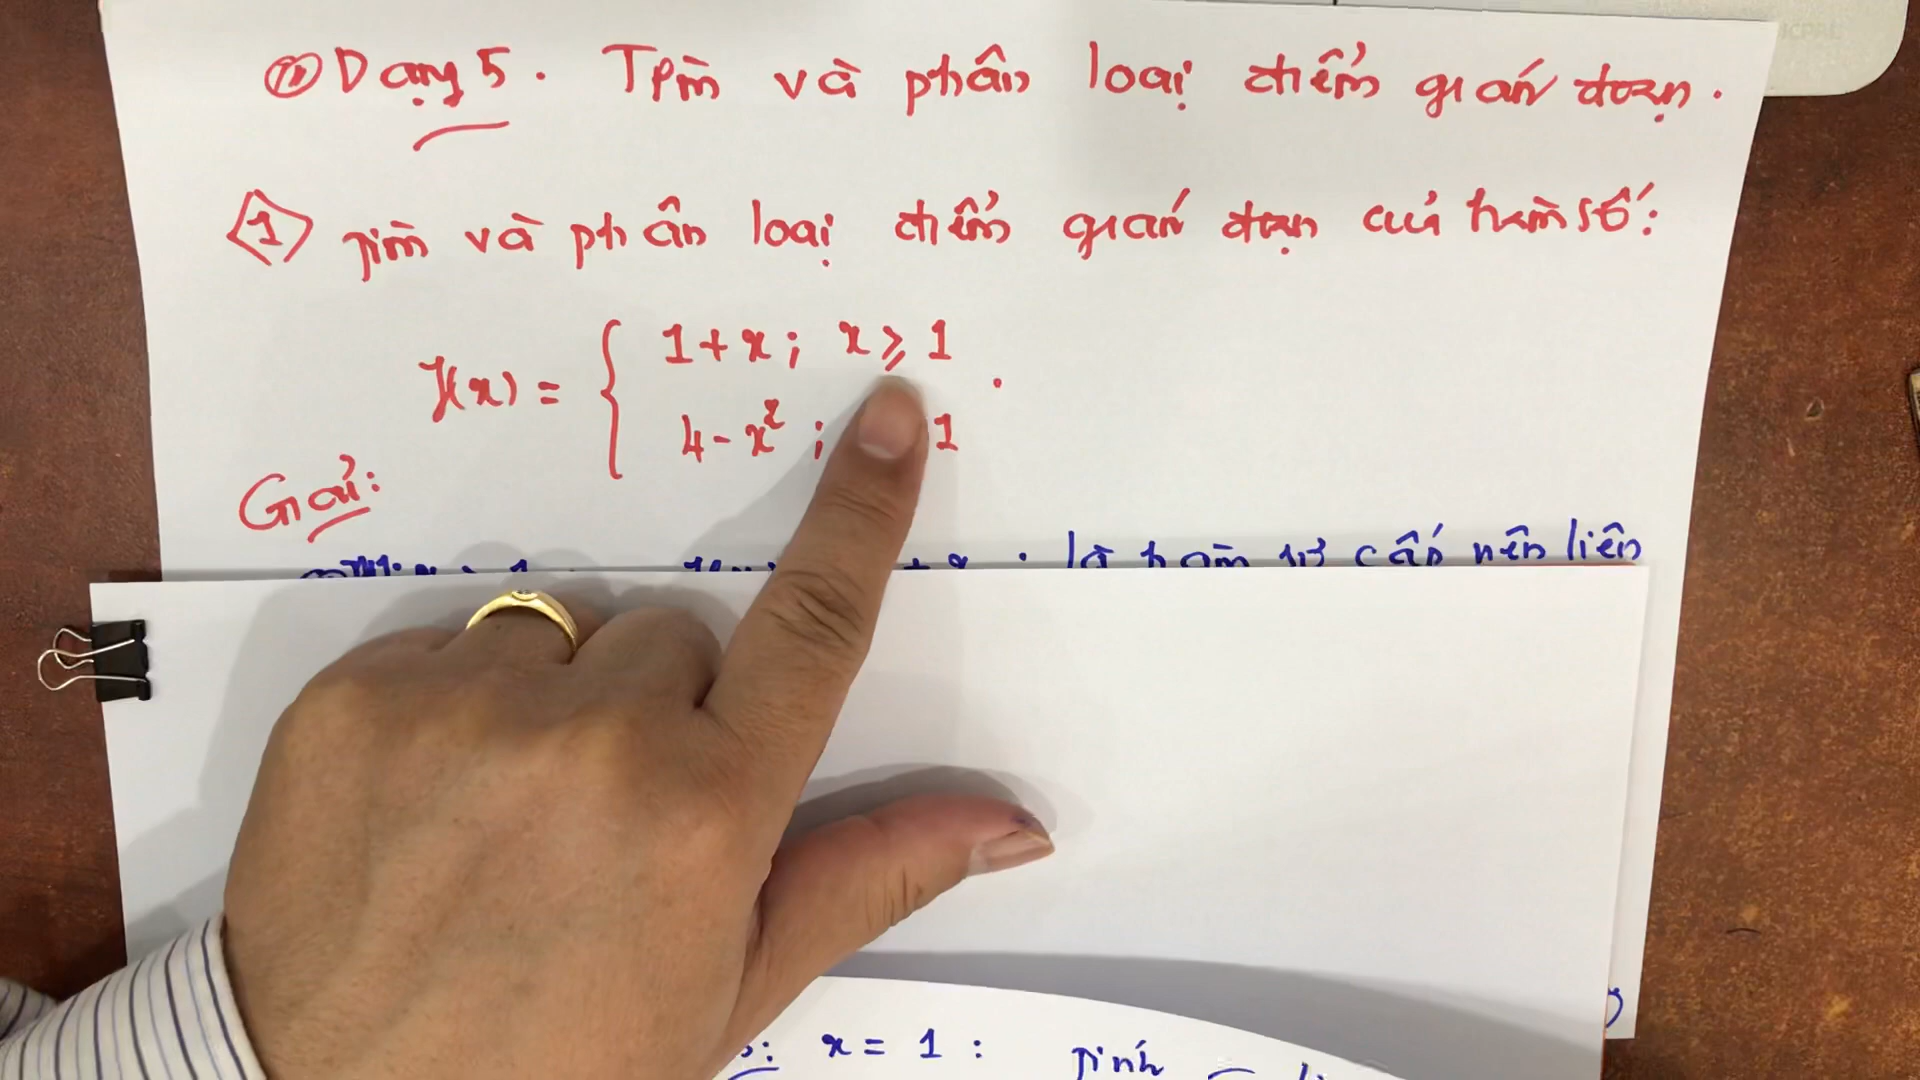 Dạng 5. Tìm và phân loại điểm gián đoạn.
1 Tìm và phân loại điểm gián đoạn của hàm số:
f(x) = { 1+x; x ⩾ 1
4-x²; 1 .
Giải:
là hàm sơ cấp nên liên
x = 1 : Tính